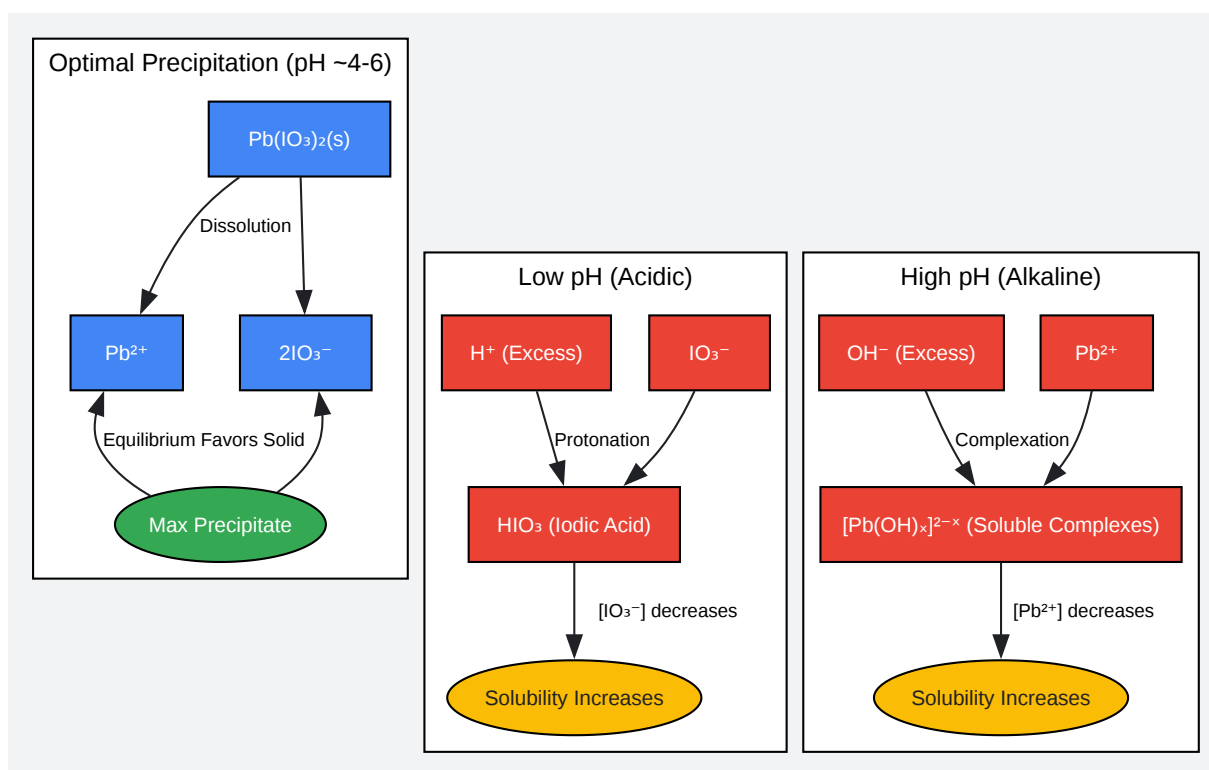 Optimal Precipitation (pH ~4-6)
Pb(IO₃)₂(s)
Dissolution
Pb²⁺
2IO₃⁻
Equilibrium Favors Solid
Max Precipitate
Low pH (Acidic)
H⁺ (Excess)
IO₃⁻
Protonation
HIO₃ (Iodic Acid)
[IO₃⁻] decreases
Solubility Increases
High pH (Alkaline)
OH⁻ (Excess)
Pb²⁺
Complexation
[Pb(OH)ₓ]²⁻ˣ (Soluble Complexes)
[Pb²⁺] decreases
Solubility Increases